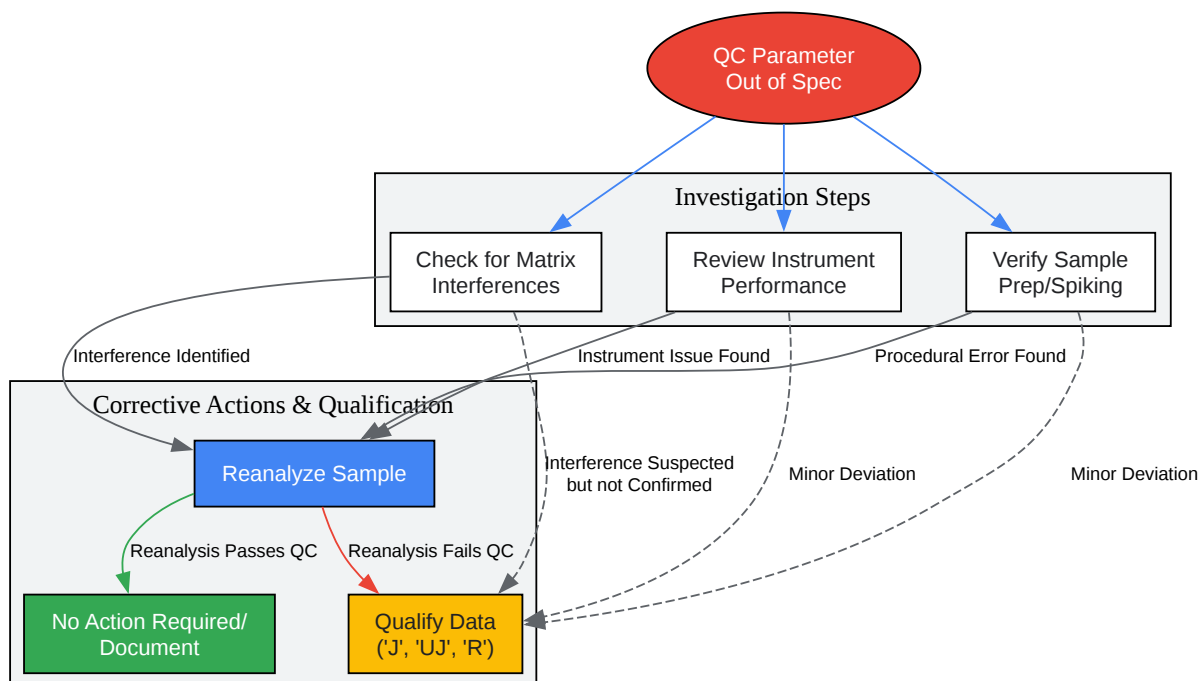 QC Parameter
Out of Spec
Investigation Steps
Check for Matrix
Interferences
Review Instrument
Performance
Verify Sample
Prep/Spiking
Interference Identified
Instrument Issue Found
Procedural Error Found
Corrective Actions & Qualification
Reanalyze Sample
Interference Suspected
but not Confirmed
Minor Deviation
Minor Deviation
Reanalysis Passes QC
Reanalysis Fails QC
No Action Required/
Document
Qualify Data
('J', 'UJ', 'R')